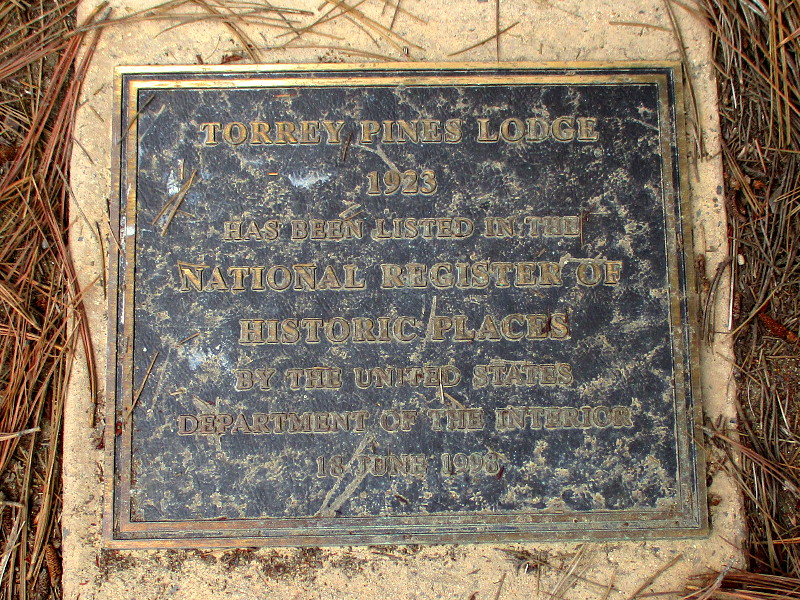 TORREY PINES LODGE
1923
HAS BEEN LISTED IN THE
NATIONAL REGISTER OF
HISTORIC PLACES
BY THE UNITED STATES
DEPARTMENT OF THE INTERIOR
18 JUNE 1998